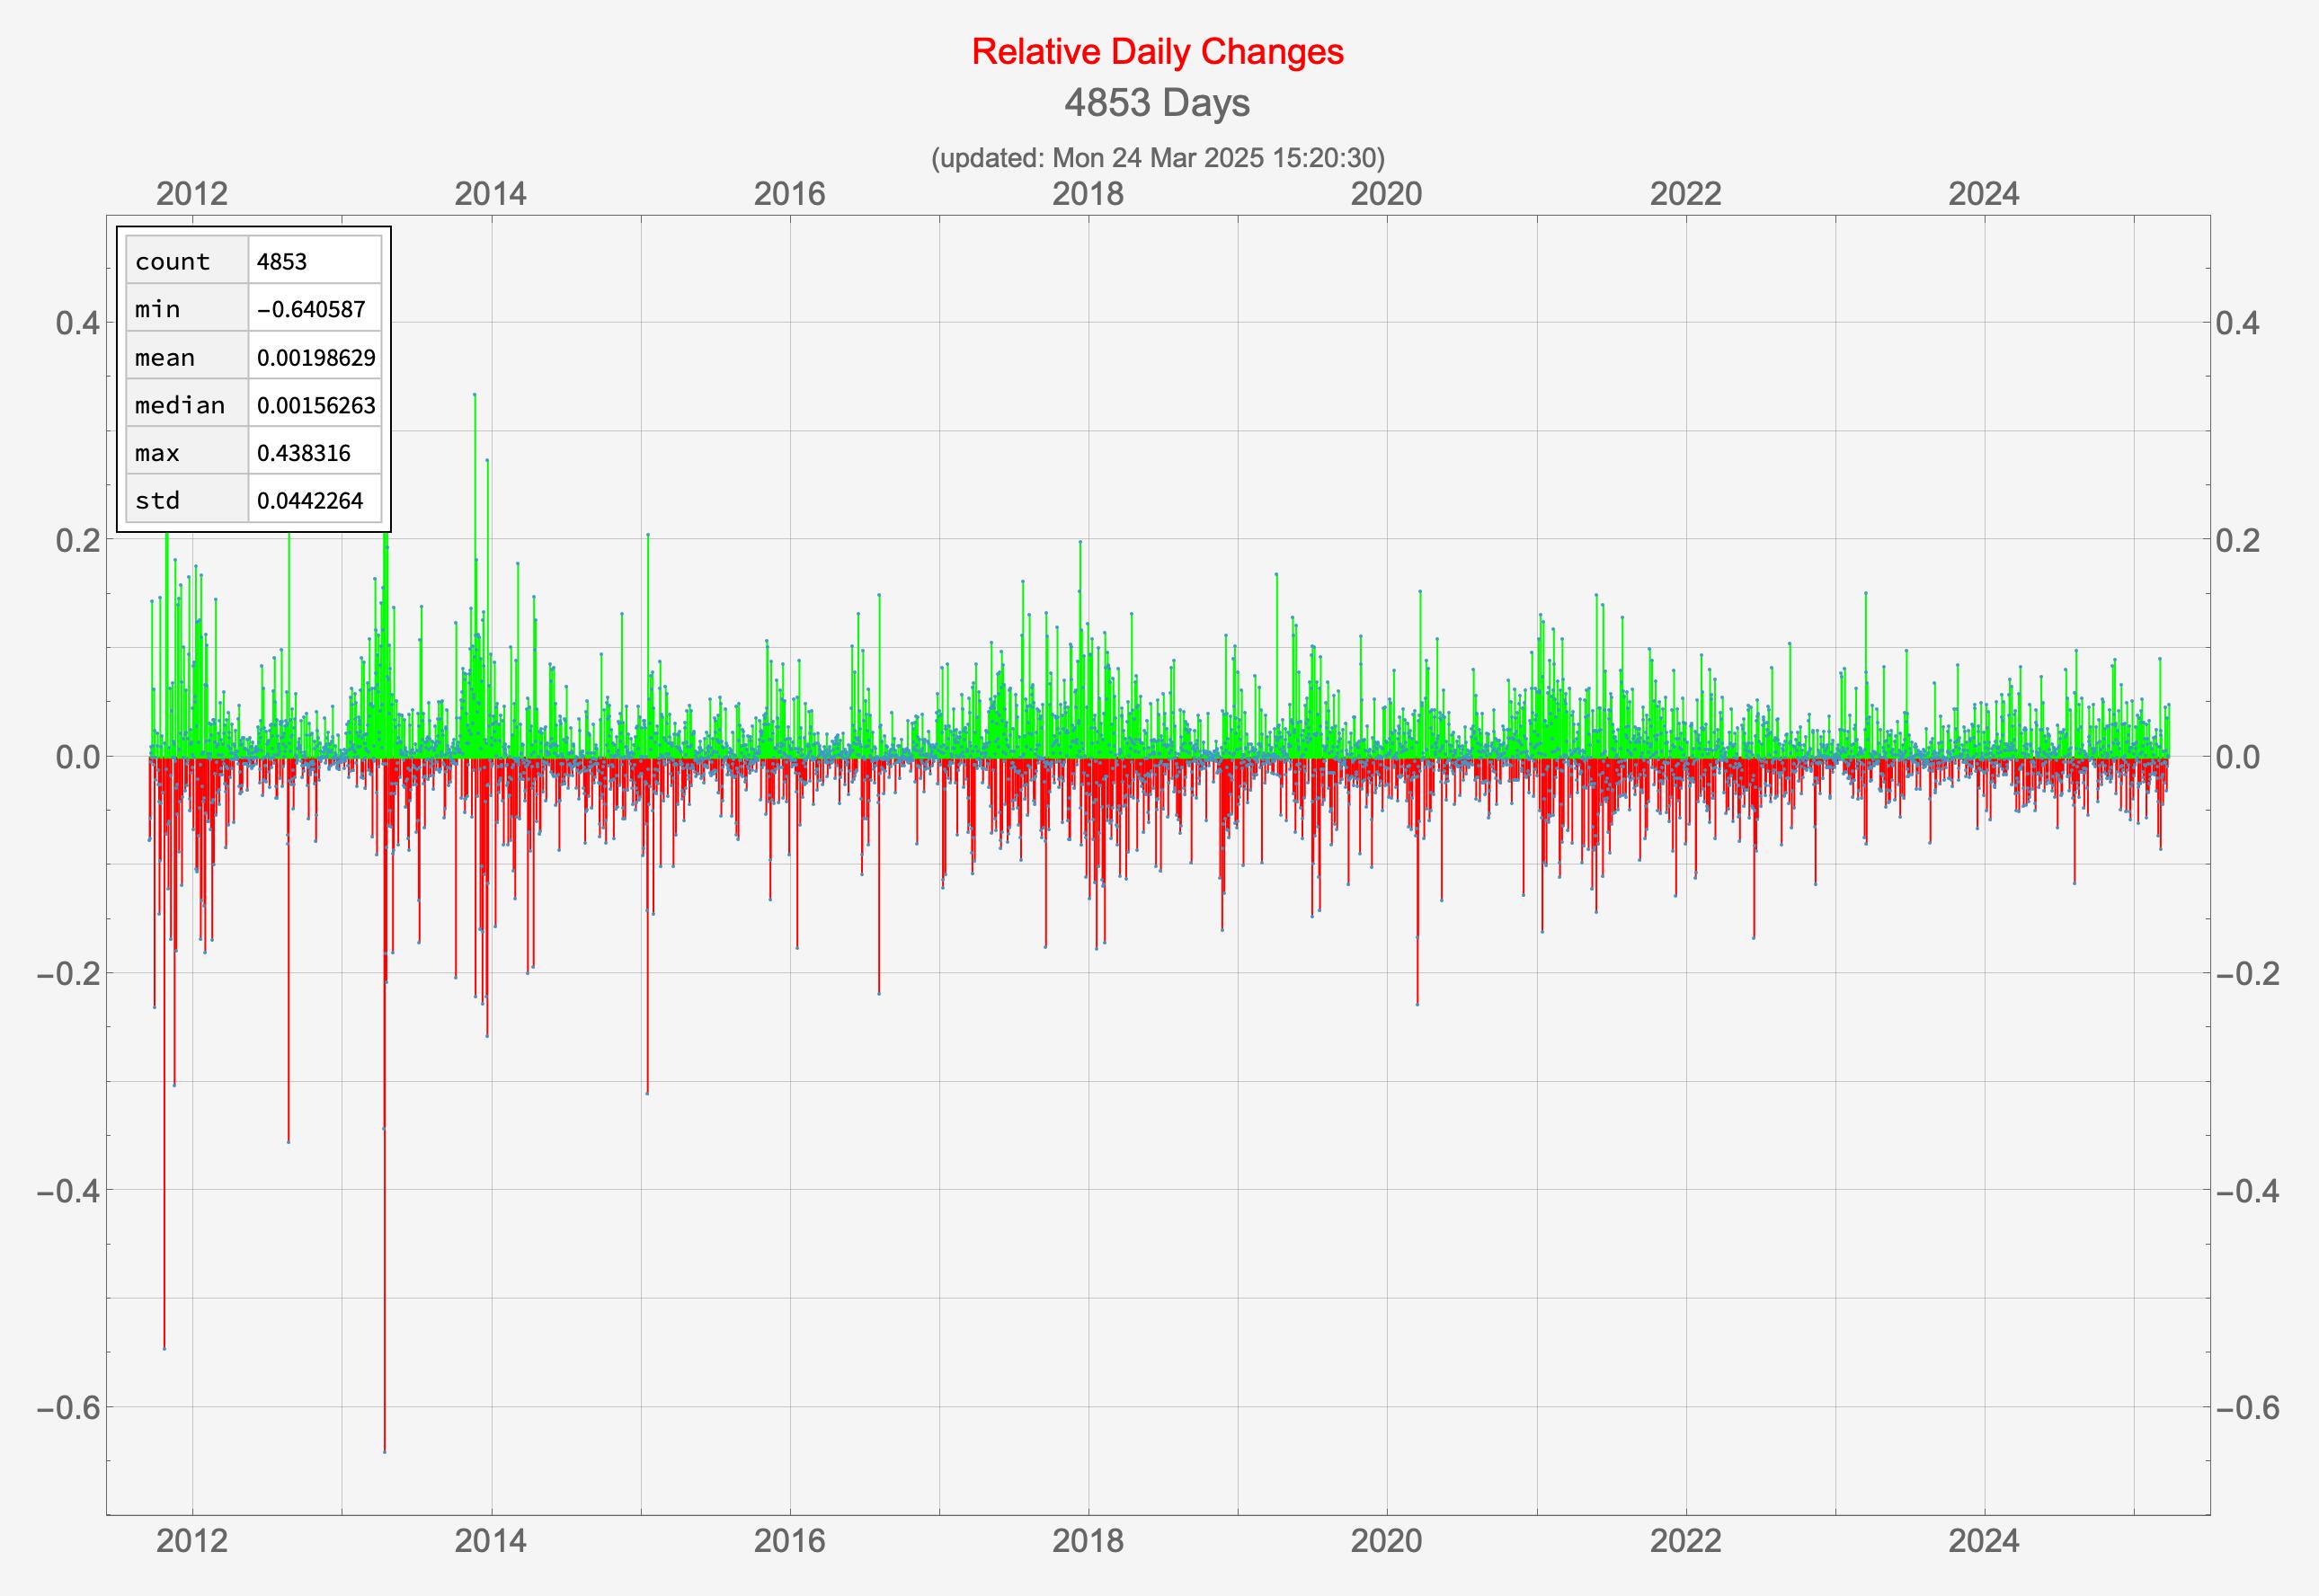 Relative Daily Changes
4853 Days
(updated: Mon 24 Mar 2025 15:20:30)
2012 2014 2016 2018 2020 2022 2024
count 4853
min −0.640587
mean 0.00198629
median 0.00156263
max 0.438316
std 0.0442264
0.4 0.4
0.2 0.2
0.0 0.0
−0.2 −0.2
−0.4 −0.4
−0.6 −0.6
2012 2014 2016 2018 2020 2022 2024